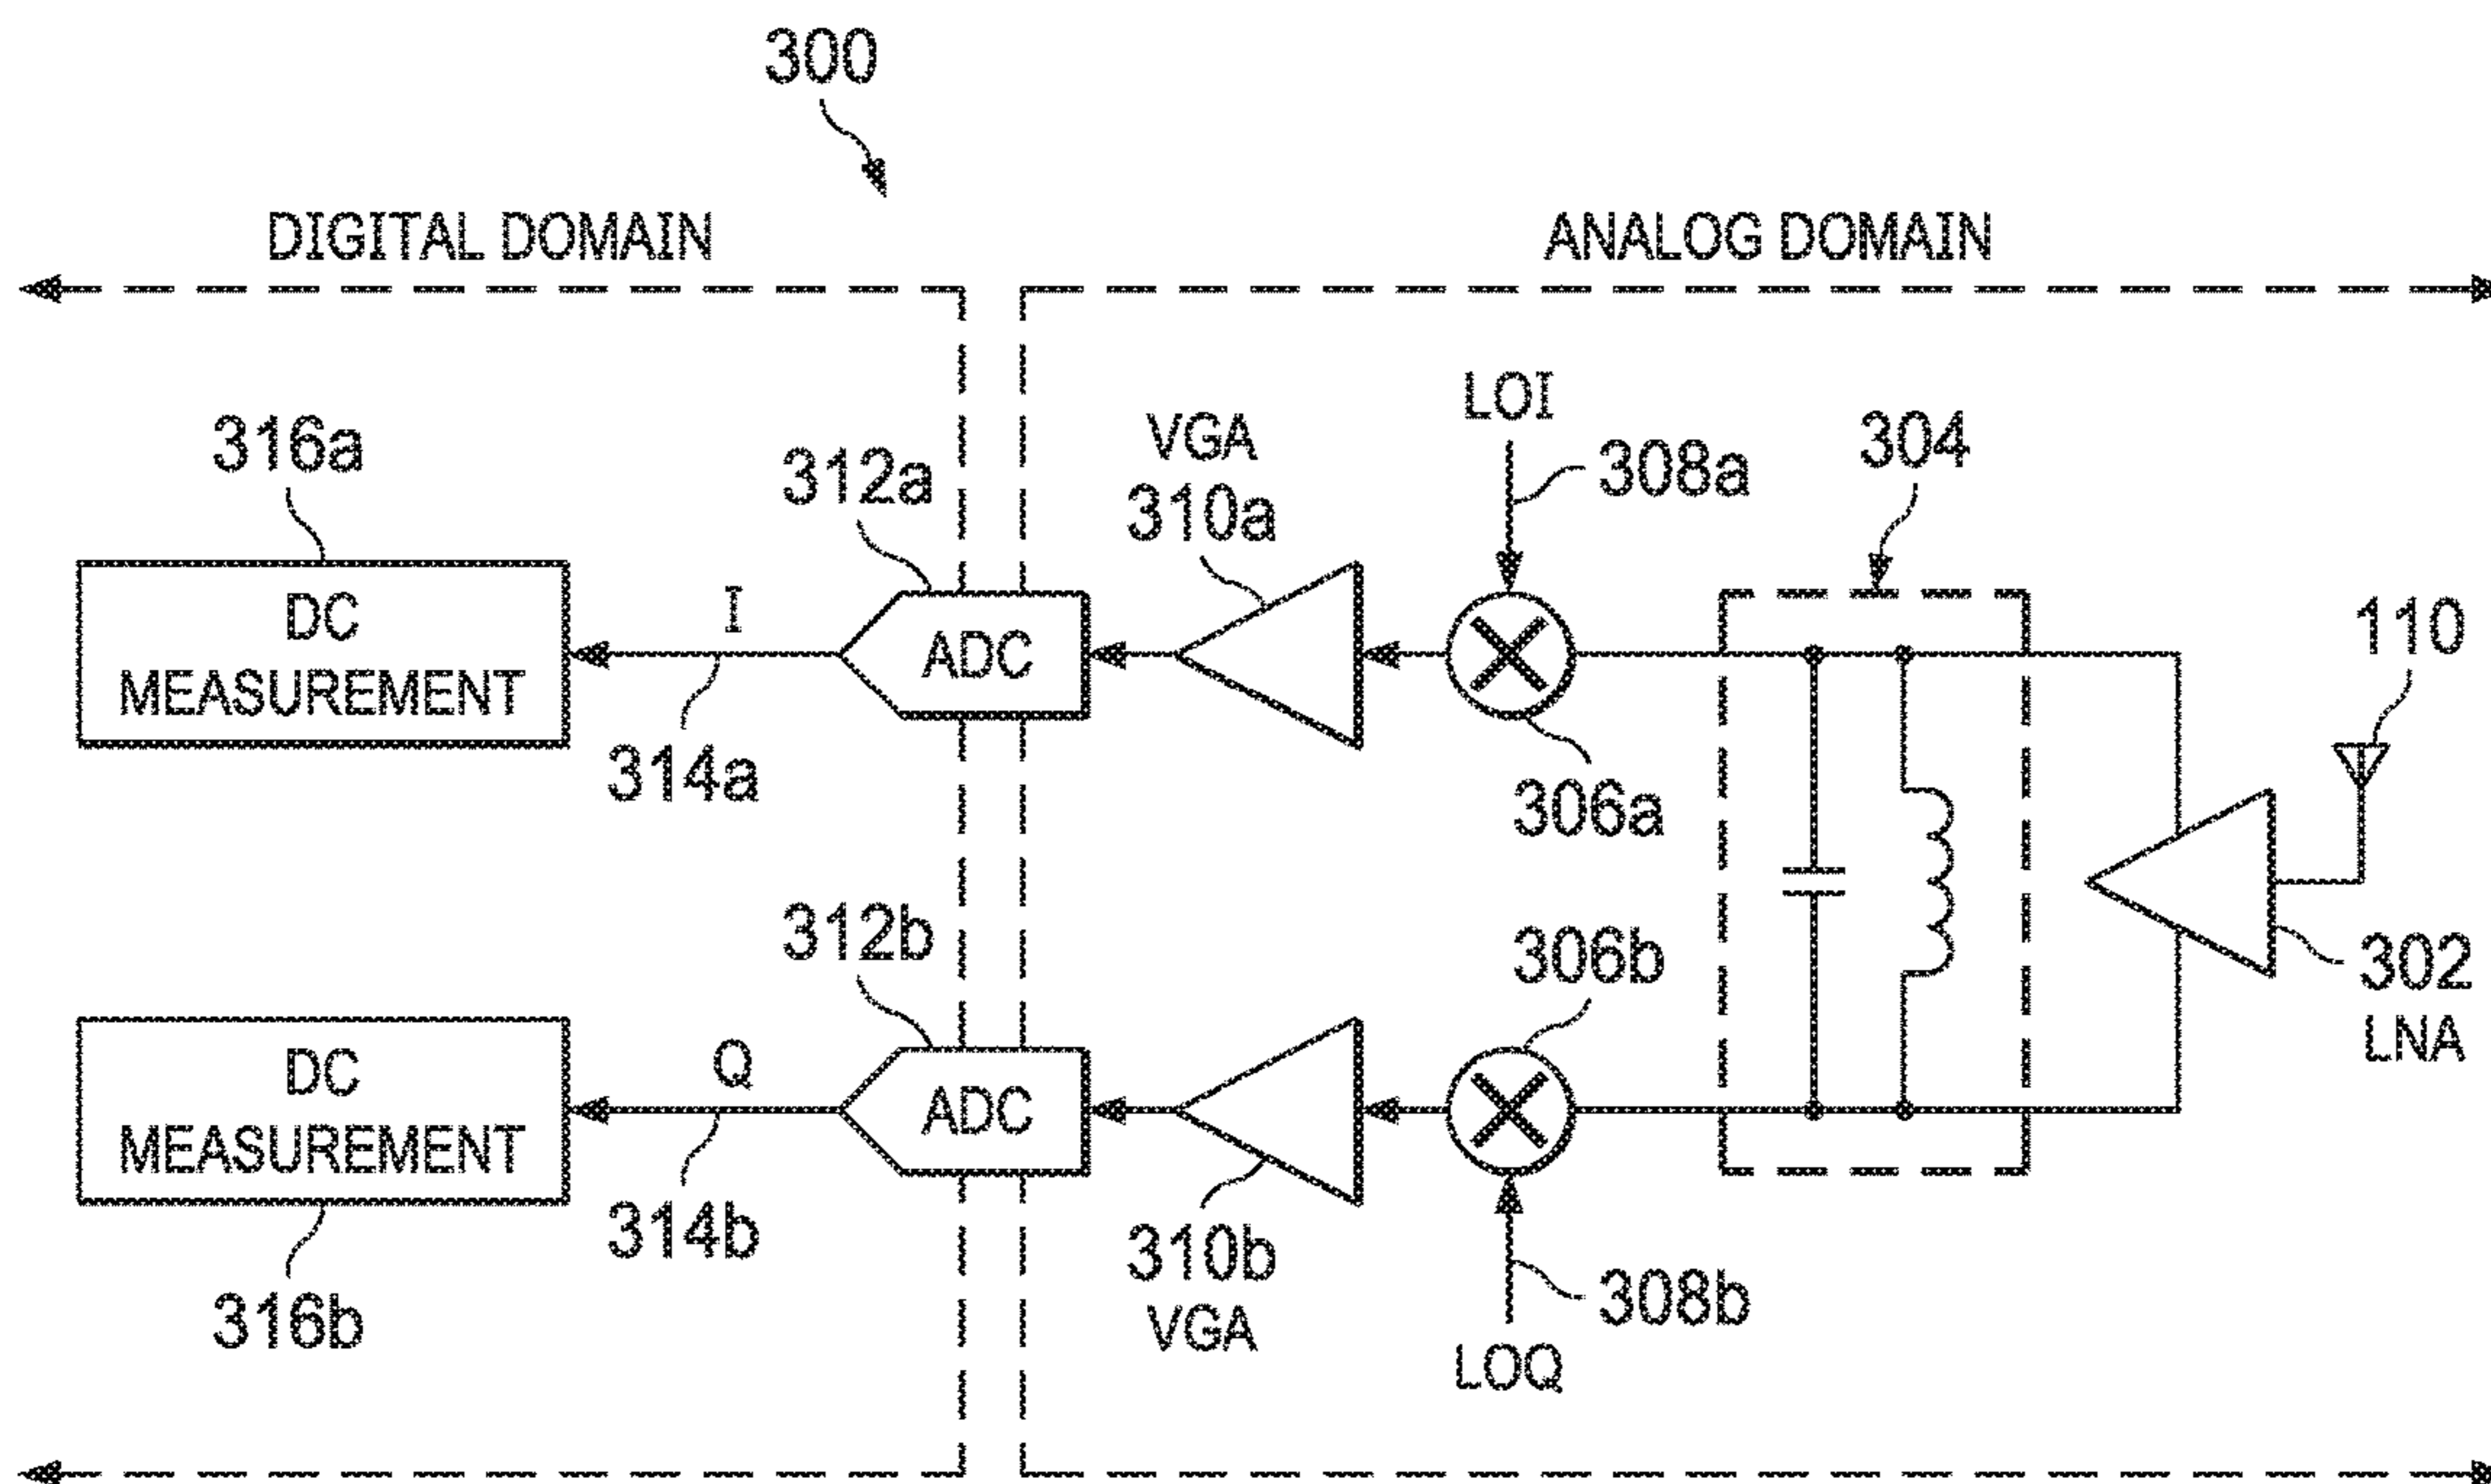 300
DIGITAL DOMAIN
ANALOG DOMAIN
316a
312a
VGA
310a
LOI
308a
304
110
DC
MEASUREMENT
I
314a
ADC
306a
302
LNA
312b
306b
DC
MEASUREMENT
Q
314b
ADC
310b
VGA
308b
LOQ
316b